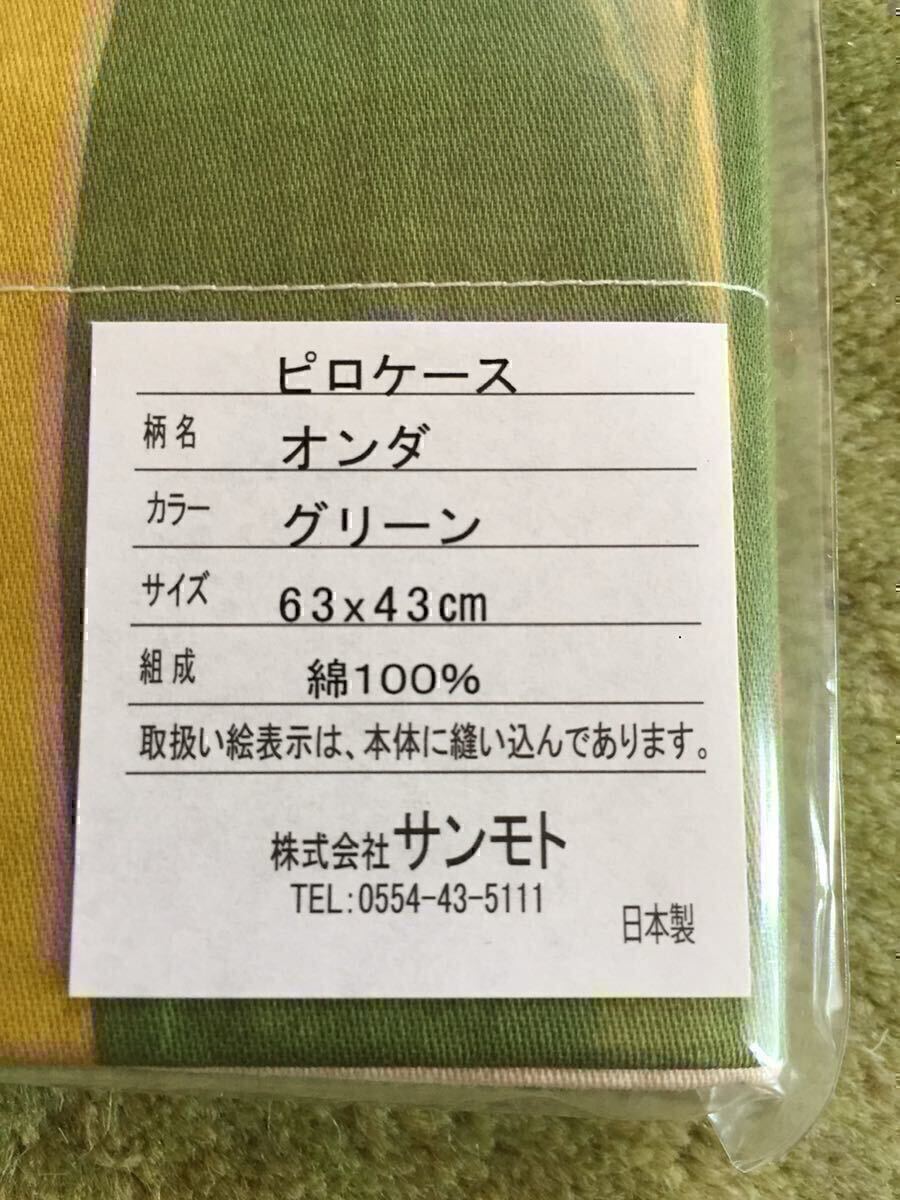 ピロケース
柄名 オンダ
カラー グリーン
サイズ 63x43cm
組成 綿100%
取扱い絵表示は、本体に縫い込んであります。
株式会社サンモト
TEL:0554-43-5111
日本製